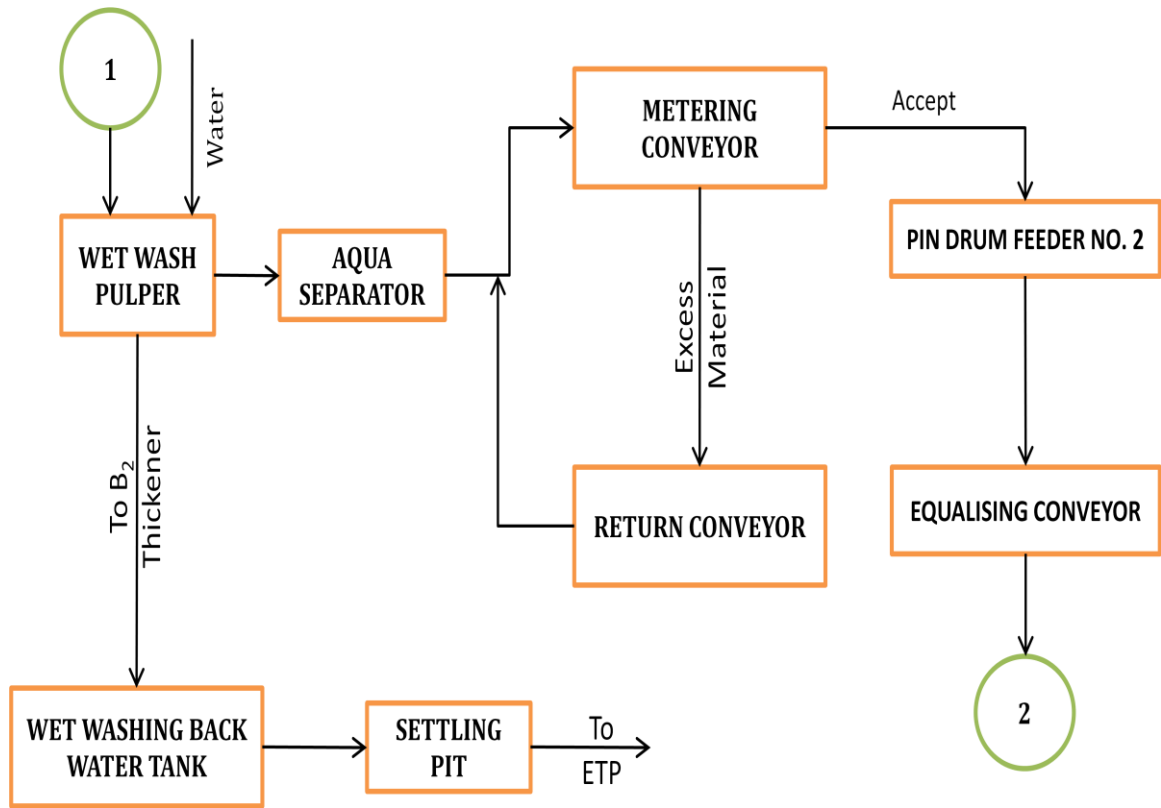 1
Water
METERING
CONVEYOR
Accept
WET WASH
PULPER
AQUA
SEPARATOR
PIN DRUM FEEDER NO. 2
Excess
Material
To B₂
Thickener
RETURN CONVEYOR
EQUALISING CONVEYOR
WET WASHING BACK
WATER TANK
SETTLING
PIT
To
ETP
2